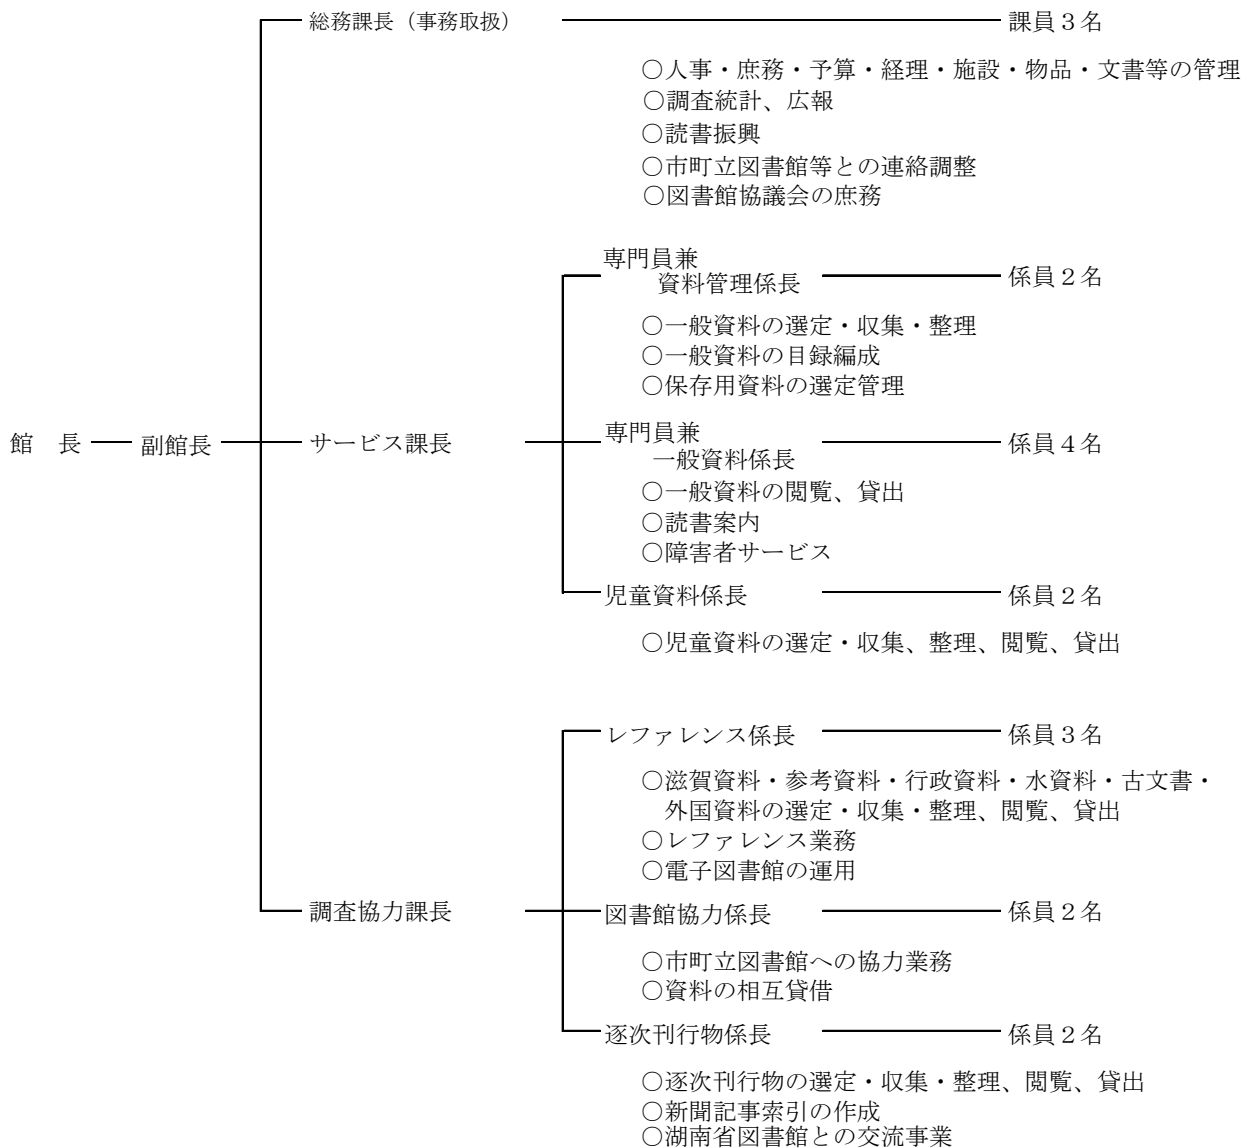 総務課長（事務取扱） 課員３名
○人事・庶務・予算・経理・施設・物品・文書等の管理
○調査統計、広報
○読書振興
○市町立図書館等との連絡調整
○図書館協議会の庶務
専門員兼
資料管理係長 係員２名
○一般資料の選定・収集・整理
○一般資料の目録編成
○保存用資料の選定管理
館　長 副館長 サービス課長 専門員兼 係員４名
一般資料係長
○一般資料の閲覧、貸出
○読書案内
○障害者サービス
児童資料係長 係員２名
○児童資料の選定・収集、整理、閲覧、貸出
レファレンス係長 係員３名
○滋賀資料・参考資料・行政資料・水資料・古文書・
外国資料の選定・収集・整理、閲覧、貸出
○レファレンス業務
○電子図書館の運用
調査協力課長 図書館協力係長 係員２名
○市町立図書館への協力業務
○資料の相互貸借
逐次刊行物係長 係員２名
○逐次刊行物の選定・収集・整理、閲覧、貸出
○新聞記事索引の作成
○湖南省図書館との交流事業